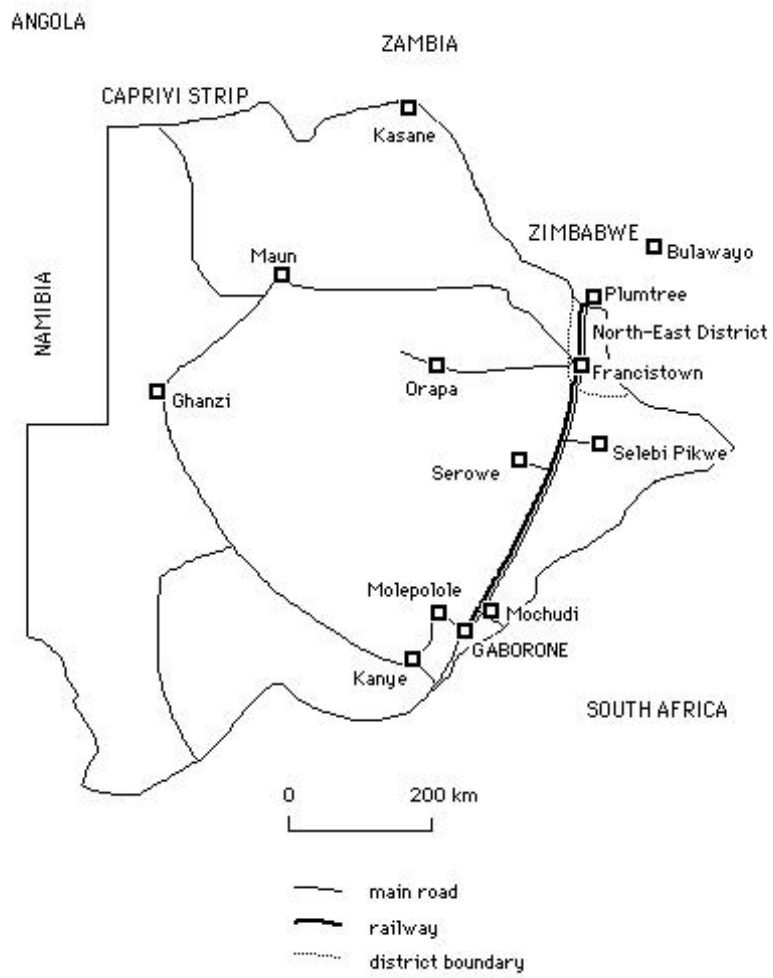 ANGOLA
ZAMBIA
CAPRIVI STRIP
Kasane
ZIMBABWE
Bulawayo
Maun
Plumtree
NAMIBIA
North-East District
Orapa
Francistown
Ghanzi
Serowe
Selebi Pikwe
Molepolole
Mochudi
GABORONE
Kanye
SOUTH AFRICA
0 200 km
main road
railway
district boundary